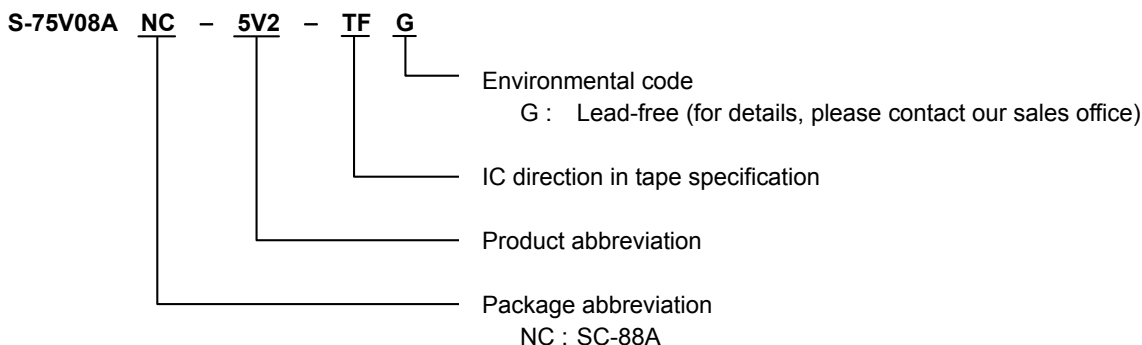 S-75V08A NC – 5V2 – TF G
Environmental code
G : Lead-free (for details, please contact our sales office)
IC direction in tape specification
Product abbreviation
Package abbreviation
NC : SC-88A